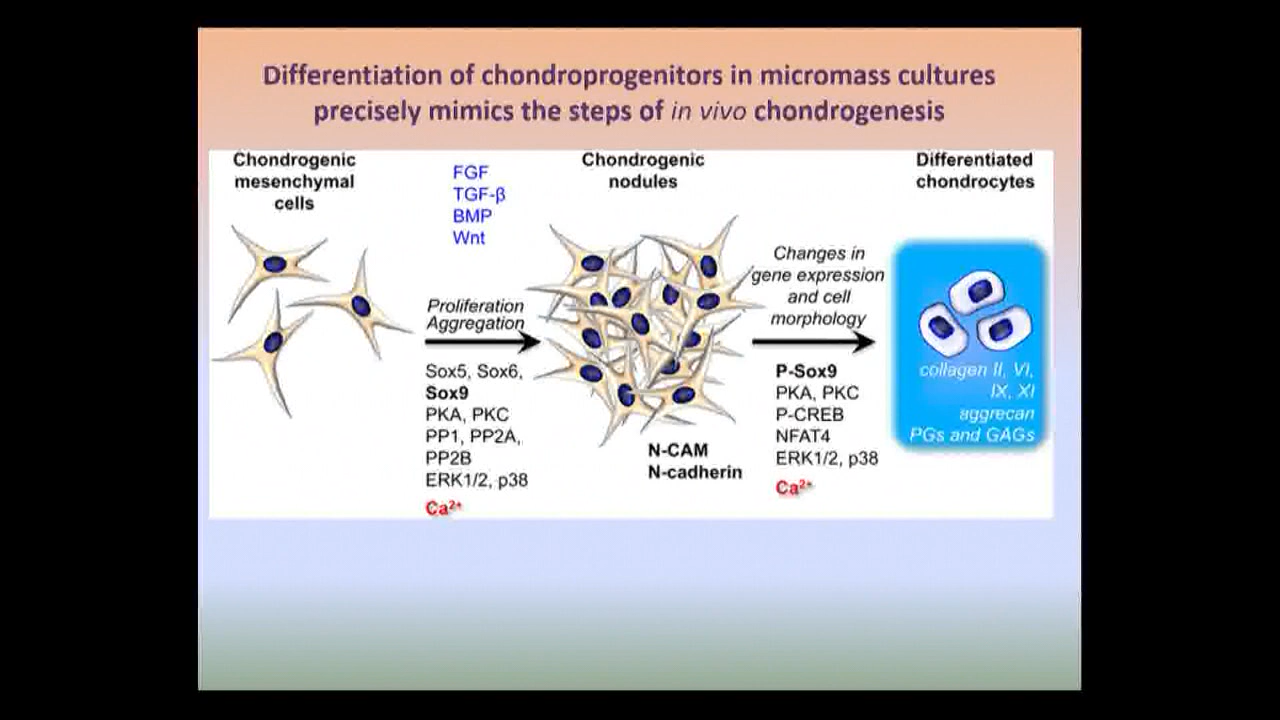 Differentiation of chondroprogenitors in micromass cultures
precisely mimics the steps of in vivo chondrogenesis
Chondrogenic
mesenchymal
cells
FGF
TGF-β
BMP
Wnt
Proliferation
Aggregation
Sox5, Sox6,
Sox9
PKA, PKC
PP1, PP2A,
PP2B
ERK1/2, p38
Ca²⁺
Chondrogenic
nodules
N-CAM
N-cadherin
Changes in
gene expression
and cell
morphology
P-Sox9
PKA, PKC
P-CREB
NFAT4
ERK1/2, p38
Ca²⁺
Differentiated
chondrocytes
collagen II, VI,
IX, XI
aggrecan
PGs and GAGs